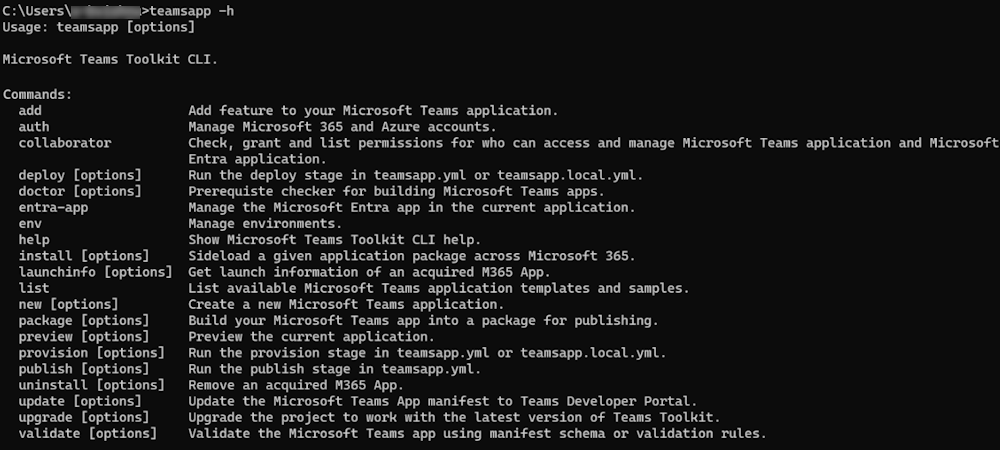 C:\Users\ >teamsapp -h
Usage: teamsapp [options]
Microsoft Teams Toolkit CLI.
Commands:
add Add feature to your Microsoft Teams application.
auth Manage Microsoft 365 and Azure accounts.
collaborator Check, grant and list permissions for who can access and manage Microsoft Teams application and Microsoft
Entra application.
deploy [options] Run the deploy stage in teamsapp.yml or teamsapp.local.yml.
doctor [options] Prerequiste checker for building Microsoft Teams apps.
entra-app Manage the Microsoft Entra app in the current application.
env Manage environments.
help Show Microsoft Teams Toolkit CLI help.
install [options] Sideload a given application package across Microsoft 365.
launchinfo [options] Get launch information of an acquired M365 App.
list List available Microsoft Teams application templates and samples.
new [options] Create a new Microsoft Teams application.
package [options] Build your Microsoft Teams app into a package for publishing.
preview [options] Preview the current application.
provision [options] Run the provision stage in teamsapp.yml or teamsapp.local.yml.
publish [options] Run the publish stage in teamsapp.yml.
uninstall [options] Remove an acquired M365 App.
update [options] Update the Microsoft Teams App manifest to Teams Developer Portal.
upgrade [options] Upgrade the project to work with the latest version of Teams Toolkit.
validate [options] Validate the Microsoft Teams app using manifest schema or validation rules.